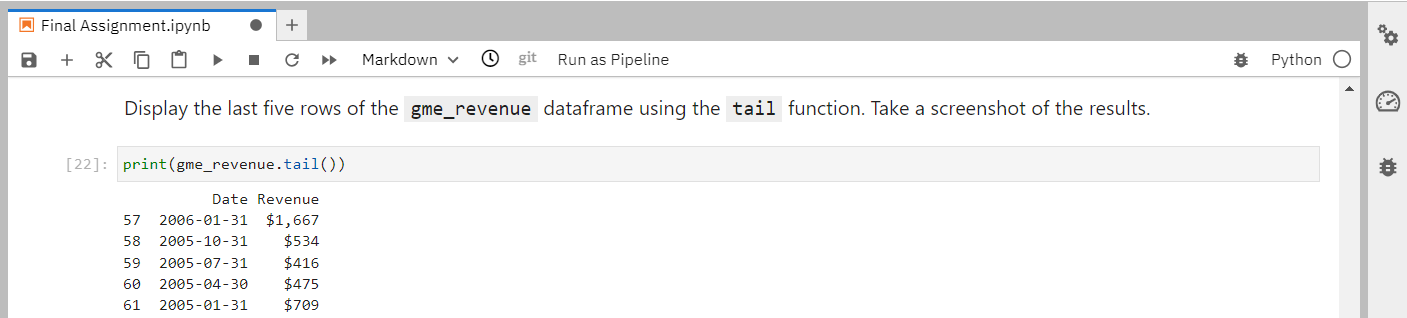 Final Assignment.ipynb
Markdown git Run as Pipeline Python
Display the last five rows of the gme_revenue dataframe using the tail function. Take a screenshot of the results.
[22]: print(gme_revenue.tail())
Date Revenue
57 2006-01-31 $1,667
58 2005-10-31 $534
59 2005-07-31 $416
60 2005-04-30 $475
61 2005-01-31 $709